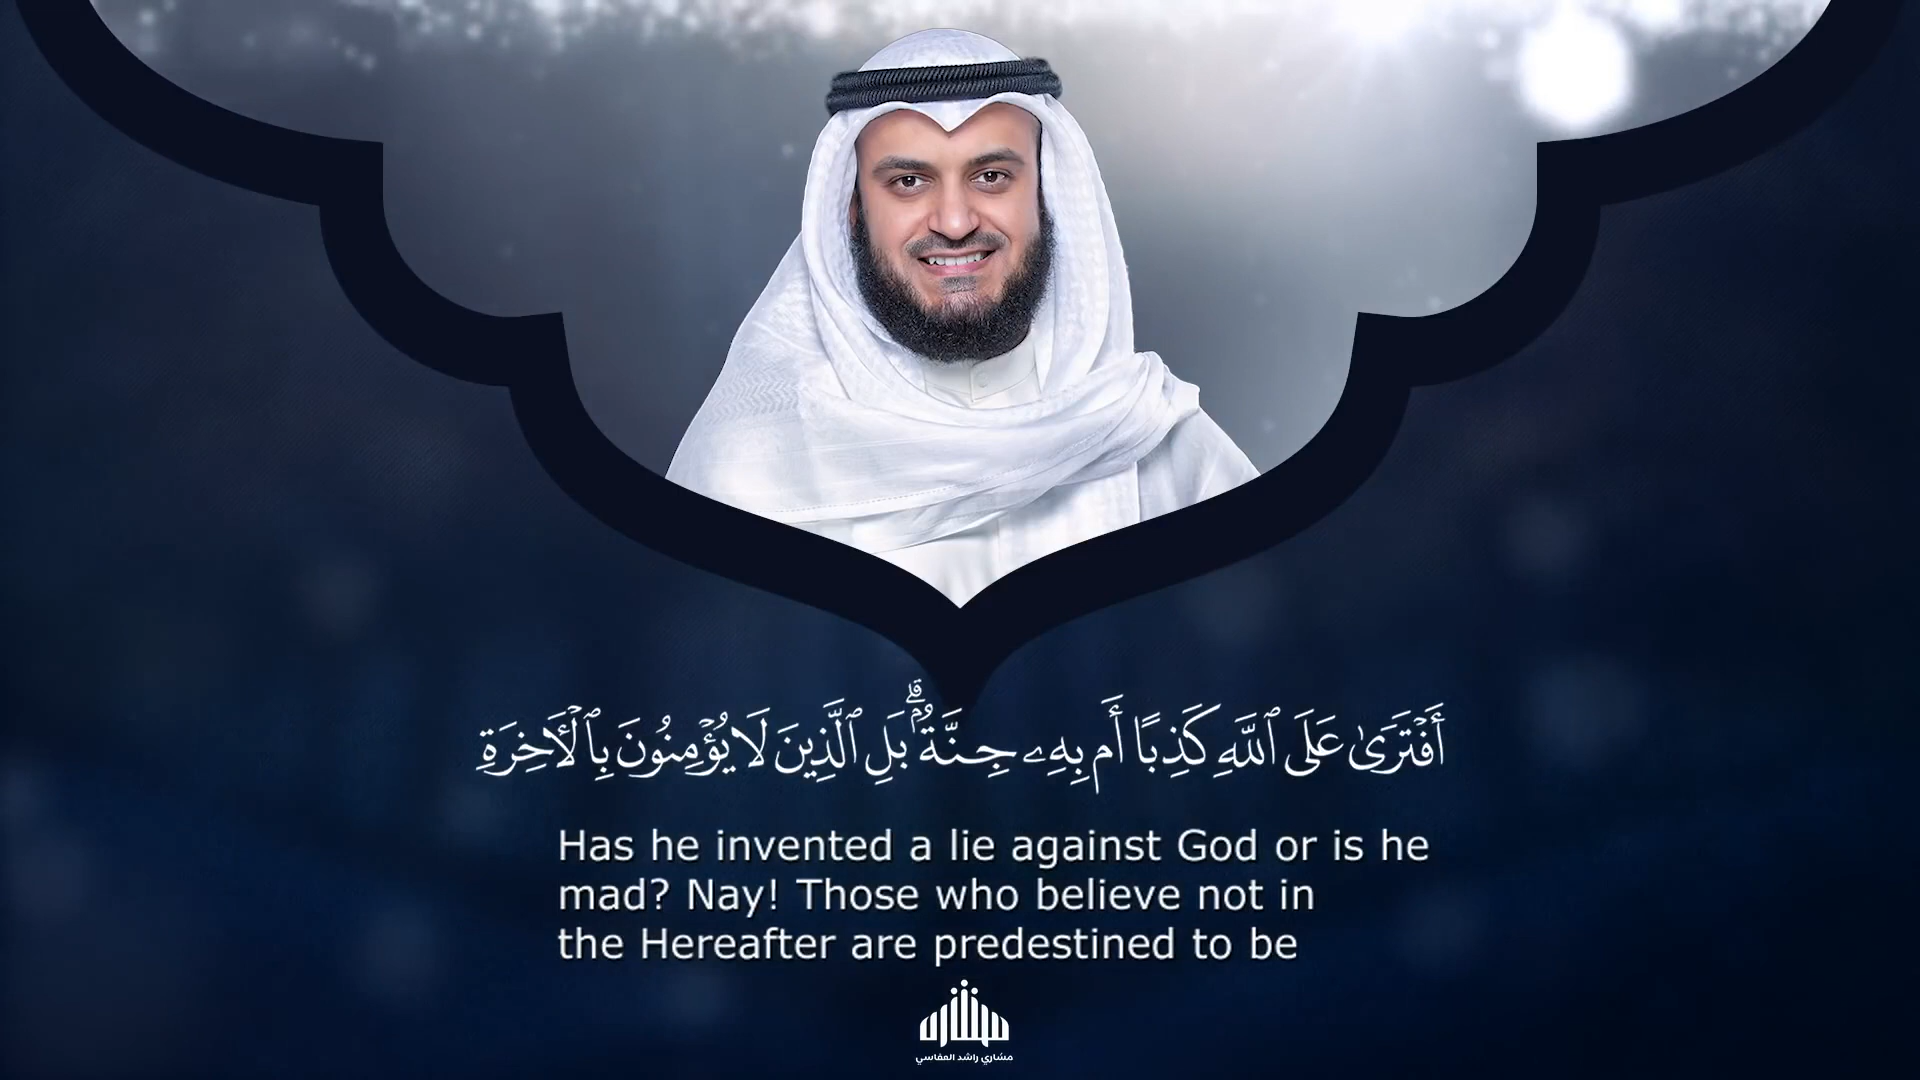 أَفْتَرَىٰ عَلَى ٱللَّهِ كَذِبًا أَم بِهِۦ جِنَّةٌۢ ۗ بَلِ ٱلَّذِينَ لَا يُؤْمِنُونَ بِٱلْـَٔاخِرَةِ
Has he invented a lie against God or is he
mad? Nay! Those who believe not in
the Hereafter are predestined to be
مشاري راشد العفاسي